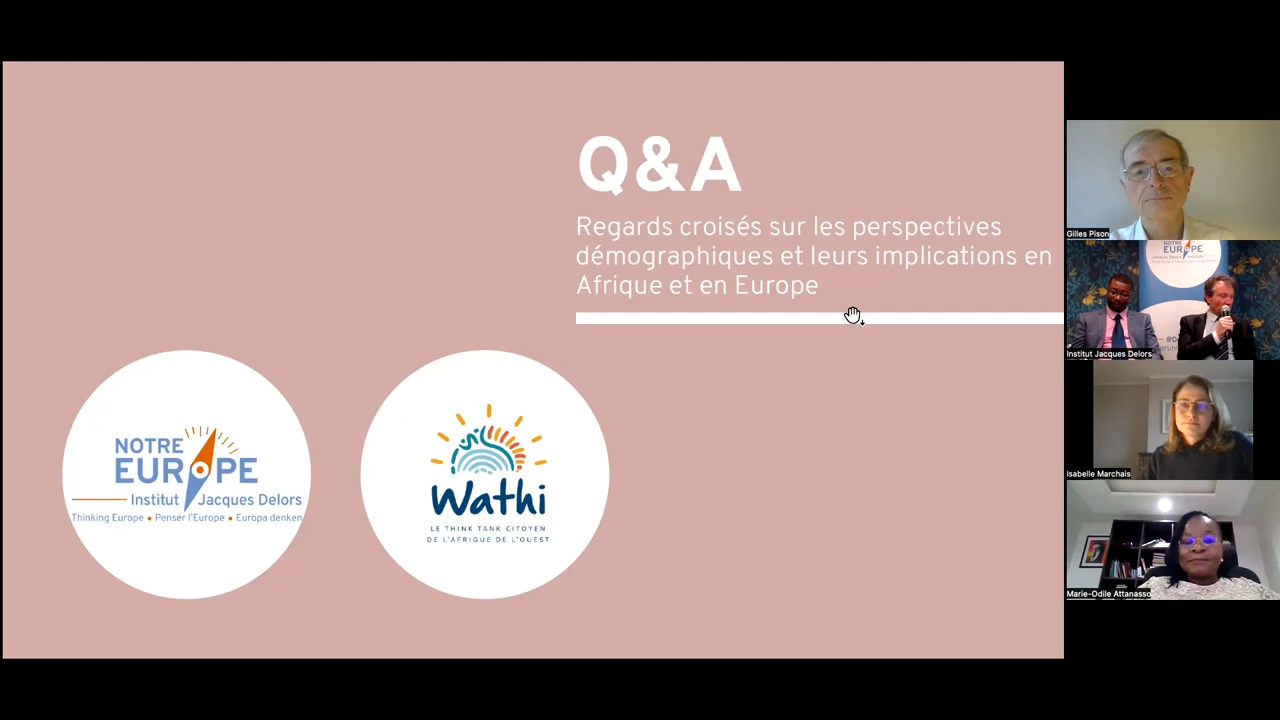 Q&A
Regards croisés sur les perspectives
démographiques et leurs implications en
Afrique et en Europe
NOTRE
EUROPE
Institut Jacques Delors
Thinking Europe • Penser l'Europe • Europa denken
Wathi
LE THINK TANK CITOYEN
DE L'AFRIQUE DE L'OUEST
Gilles Pison
NOTRE
EUROPE
Institut Jacques Delors
Isabelle Marchais
Marie-Odile Attanasso